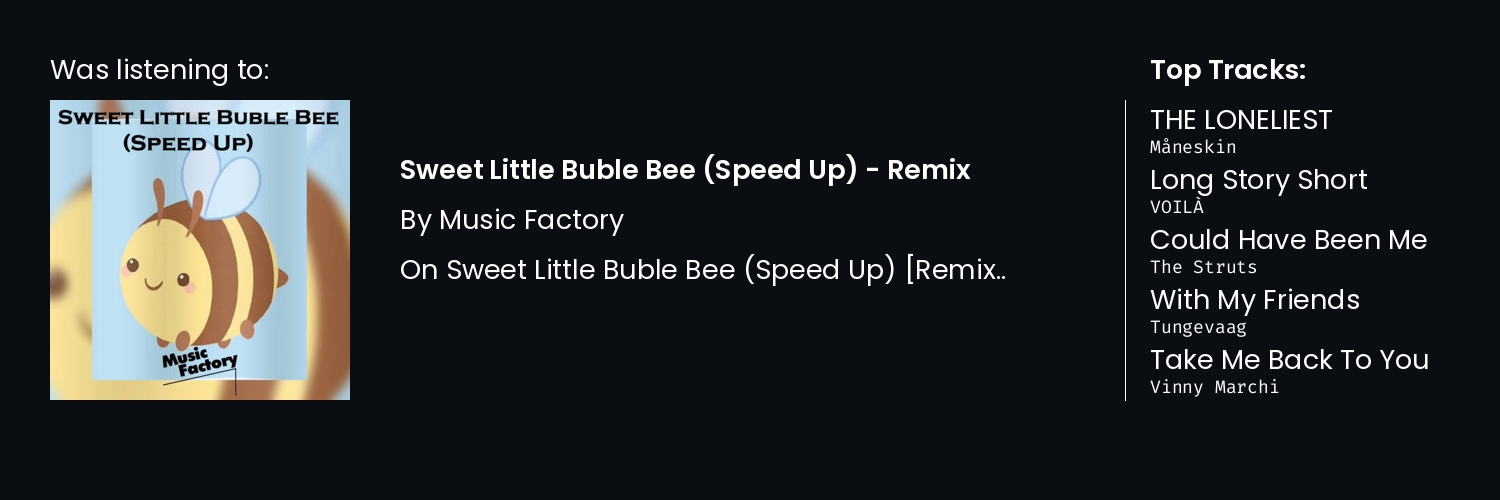 Was listening to:
Sweet Little Buble Bee
(Speed Up)
Music
Factory
Sweet Little Buble Bee (Speed Up) - Remix
By Music Factory
On Sweet Little Buble Bee (Speed Up) [Remix..
Top Tracks:
THE LONELIEST
Måneskin
Long Story Short
VOILÀ
Could Have Been Me
The Struts
With My Friends
Tungevaag
Take Me Back To You
Vinny Marchi